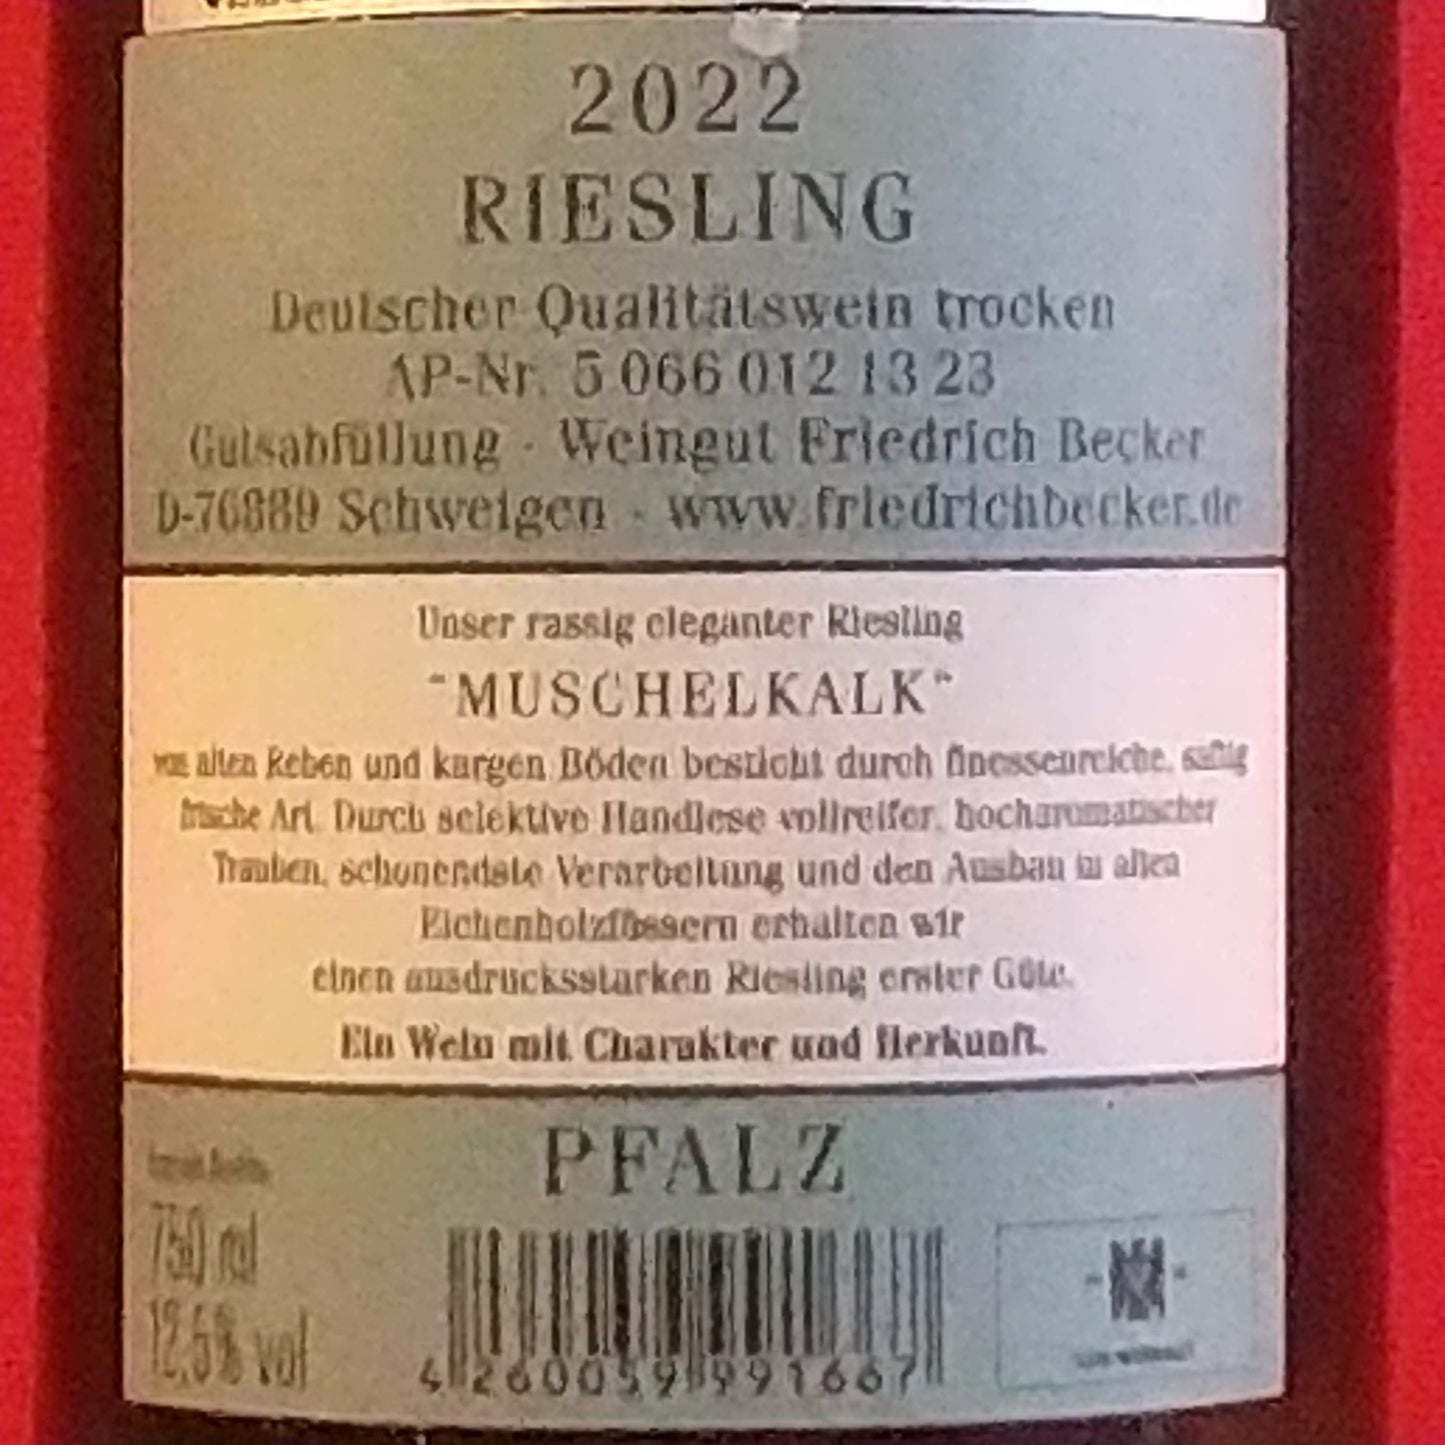 2022
RIESLING
Deutscher Qualitätswein trocken
AP-Nr. 5 066 012 13 23
Gutsabfüllung - Weingut Friedrich Becker
D-76889 Schweigen - www.friedrichbecker.de
Unser rassig eleganter Riesling
"MUSCHELKALK"
von alten Reben und kargen Böden besticht durch finessenreiche, saftig
frische Art. Durch selektive Handlese vollreifer, hocharomatischer
Trauben, schonendste Verarbeitung und den Ausbau in alten
Eichenholzfässern erhalten wir
einen ausdrucksstarken Riesling erster Güte.
Ein Wein mit Charakter und Herkunft.
PFALZ
750 ml
12,5% vol
4 260059 991667